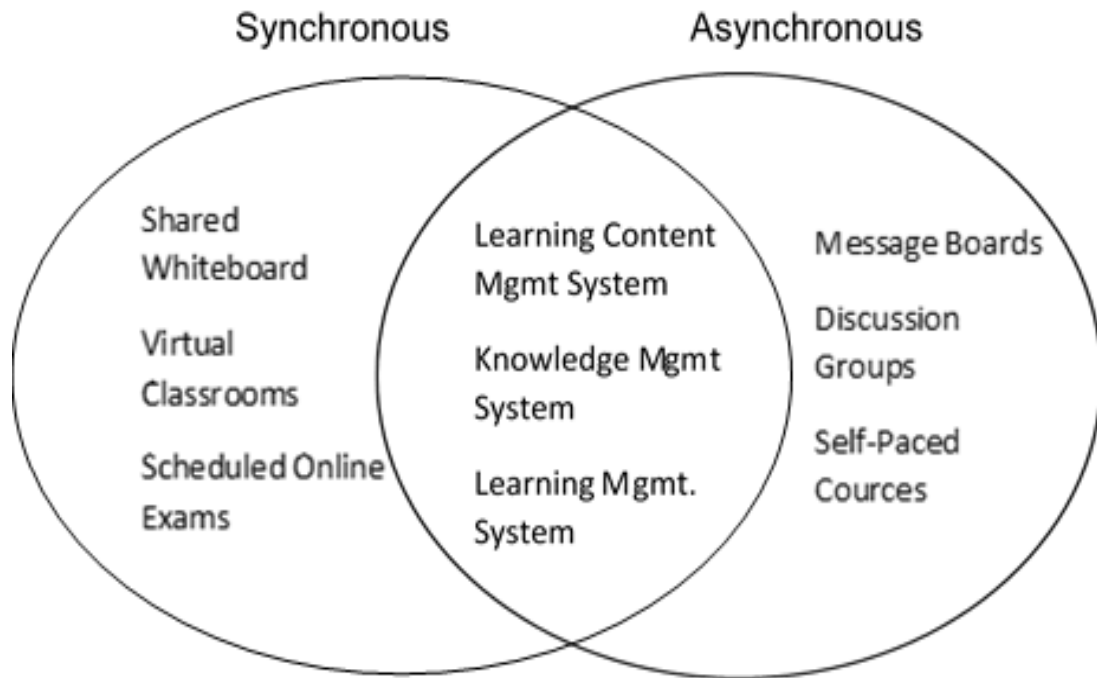 Synchronous
Asynchronous
Shared
Whiteboard
Virtual
Classrooms
Scheduled Online
Exams
Learning Content
Mgmt System
Knowledge Mgmt
System
Learning Mgmt.
System
Message Boards
Discussion
Groups
Self-Paced
Cources